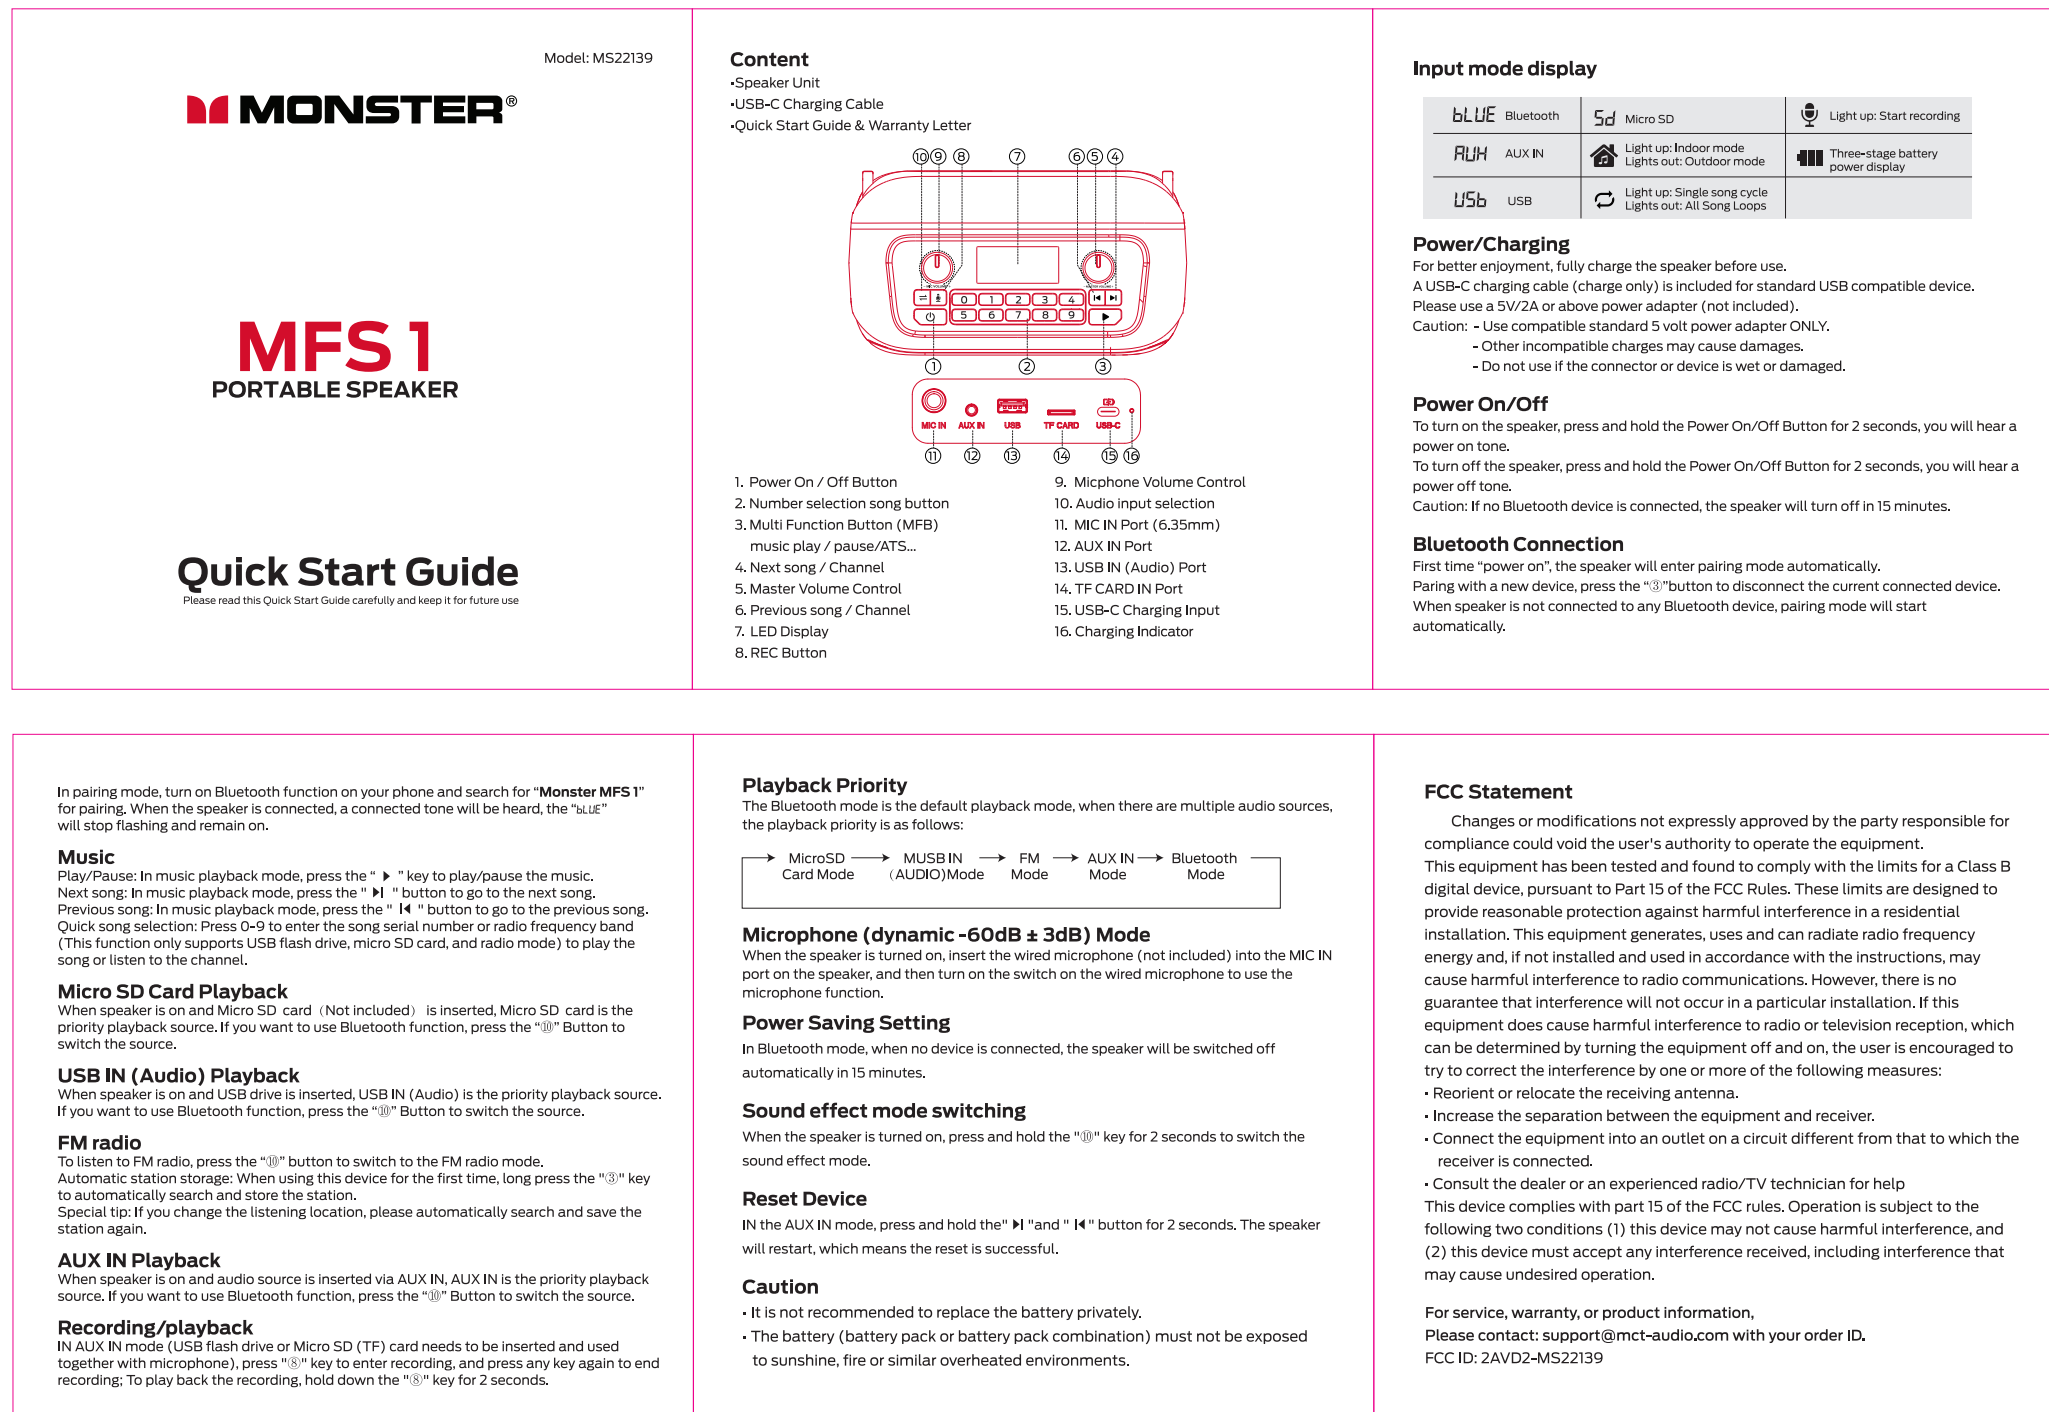 Model: MS22139
MONSTER®
MFS 1
PORTABLE SPEAKER
Quick Start Guide
Please read this Quick Start Guide carefully and keep it for future use
Content
▪Speaker Unit
▪USB-C Charging Cable
▪Quick Start Guide & Warranty Letter
⑩ ⑨ ⑧ ⑦ ⑥ ⑤ ④
MIC VOLUME MASTER VOLUME
0 1 2 3 4
5 6 7 8 9
① ② ③
MIC IN AUX IN USB TF CARD USB-C
⑪ ⑫ ⑬ ⑭ ⑮ ⑯
1. Power On / Off Button
2. Number selection song button
3. Multi Function Button (MFB)
music play / pause/ATS...
4. Next song / Channel
5. Master Volume Control
6. Previous song / Channel
7. LED Display
8. REC Button
9. Micphone Volume Control
10. Audio input selection
11. MIC IN Port (6.35mm)
12. AUX IN Port
13. USB IN (Audio) Port
14. TF CARD IN Port
15. USB-C Charging Input
16. Charging Indicator
Input mode display
bLUE Bluetooth Sd Micro SD Light up: Start recording
AUX AUX IN Light up: Indoor mode
Lights out: Outdoor mode Three-stage battery
power display
USb USB Light up: Single song cycle
Lights out: All Song Loops
Power/Charging
For better enjoyment, fully charge the speaker before use.
A USB-C charging cable (charge only) is included for standard USB compatible device.
Please use a 5V/2A or above power adapter (not included).
Caution: - Use compatible standard 5 volt power adapter ONLY.
- Other incompatible charges may cause damages.
- Do not use if the connector or device is wet or damaged.
Power On/Off
To turn on the speaker, press and hold the Power On/Off Button for 2 seconds, you will hear a
power on tone.
To turn off the speaker, press and hold the Power On/Off Button for 2 seconds, you will hear a
power off tone.
Caution: If no Bluetooth device is connected, the speaker will turn off in 15 minutes.
Bluetooth Connection
First time “power on”, the speaker will enter pairing mode automatically.
Paring with a new device, press the “③”button to disconnect the current connected device.
When speaker is not connected to any Bluetooth device, pairing mode will start
automatically.
In pairing mode, turn on Bluetooth function on your phone and search for “Monster MFS 1”
for pairing. When the speaker is connected, a connected tone will be heard, the “bLUE”
will stop flashing and remain on.
Music
Play/Pause: In music playback mode, press the “ ▶ ” key to play/pause the music.
Next song: In music playback mode, press the " ▶| " button to go to the next song.
Previous song: In music playback mode, press the " |◀ " button to go to the previous song.
Quick song selection: Press 0-9 to enter the song serial number or radio frequency band
(This function only supports USB flash drive, micro SD card, and radio mode) to play the
song or listen to the channel.
Micro SD Card Playback
When speaker is on and Micro SD card（Not included） is inserted, Micro SD card is the
priority playback source. If you want to use Bluetooth function, press the “⑩” Button to
switch the source.
USB IN (Audio) Playback
When speaker is on and USB drive is inserted, USB IN (Audio) is the priority playback source.
If you want to use Bluetooth function, press the “⑩” Button to switch the source.
FM radio
To listen to FM radio, press the “⑩” button to switch to the FM radio mode.
Automatic station storage: When using this device for the first time, long press the "③" key
to automatically search and store the station.
Special tip: If you change the listening location, please automatically search and save the
station again.
AUX IN Playback
When speaker is on and audio source is inserted via AUX IN, AUX IN is the priority playback
source. If you want to use Bluetooth function, press the “⑩” Button to switch the source.
Recording/playback
IN AUX IN mode (USB flash drive or Micro SD (TF) card needs to be inserted and used
together with microphone), press "⑧" key to enter recording, and press any key again to end
recording; To play back the recording, hold down the "⑧" key for 2 seconds.
Playback Priority
The Bluetooth mode is the default playback mode, when there are multiple audio sources,
the playback priority is as follows:
MicroSD → MUSB IN → FM → AUX IN → Bluetooth
Card Mode （AUDIO)Mode Mode Mode Mode
Microphone (dynamic -60dB ± 3dB) Mode
When the speaker is turned on, insert the wired microphone (not included) into the MIC IN
port on the speaker, and then turn on the switch on the wired microphone to use the
microphone function.
Power Saving Setting
In Bluetooth mode, when no device is connected, the speaker will be switched off
automatically in 15 minutes.
Sound effect mode switching
When the speaker is turned on, press and hold the "⑩" key for 2 seconds to switch the
sound effect mode.
Reset Device
IN the AUX IN mode, press and hold the" ▶| "and " |◀ " button for 2 seconds. The speaker
will restart, which means the reset is successful.
Caution
▪ It is not recommended to replace the battery privately.
▪ The battery (battery pack or battery pack combination) must not be exposed
to sunshine, fire or similar overheated environments.
FCC Statement
Changes or modifications not expressly approved by the party responsible for
compliance could void the user's authority to operate the equipment.
This equipment has been tested and found to comply with the limits for a Class B
digital device, pursuant to Part 15 of the FCC Rules. These limits are designed to
provide reasonable protection against harmful interference in a residential
installation. This equipment generates, uses and can radiate radio frequency
energy and, if not installed and used in accordance with the instructions, may
cause harmful interference to radio communications. However, there is no
guarantee that interference will not occur in a particular installation. If this
equipment does cause harmful interference to radio or television reception, which
can be determined by turning the equipment off and on, the user is encouraged to
try to correct the interference by one or more of the following measures:
▪ Reorient or relocate the receiving antenna.
▪ Increase the separation between the equipment and receiver.
▪ Connect the equipment into an outlet on a circuit different from that to which the
receiver is connected.
▪ Consult the dealer or an experienced radio/TV technician for help
This device complies with part 15 of the FCC rules. Operation is subject to the
following two conditions (1) this device may not cause harmful interference, and
(2) this device must accept any interference received, including interference that
may cause undesired operation.
For service, warranty, or product information,
Please contact: support@mct-audio.com with your order ID.
FCC ID: 2AVD2-MS22139